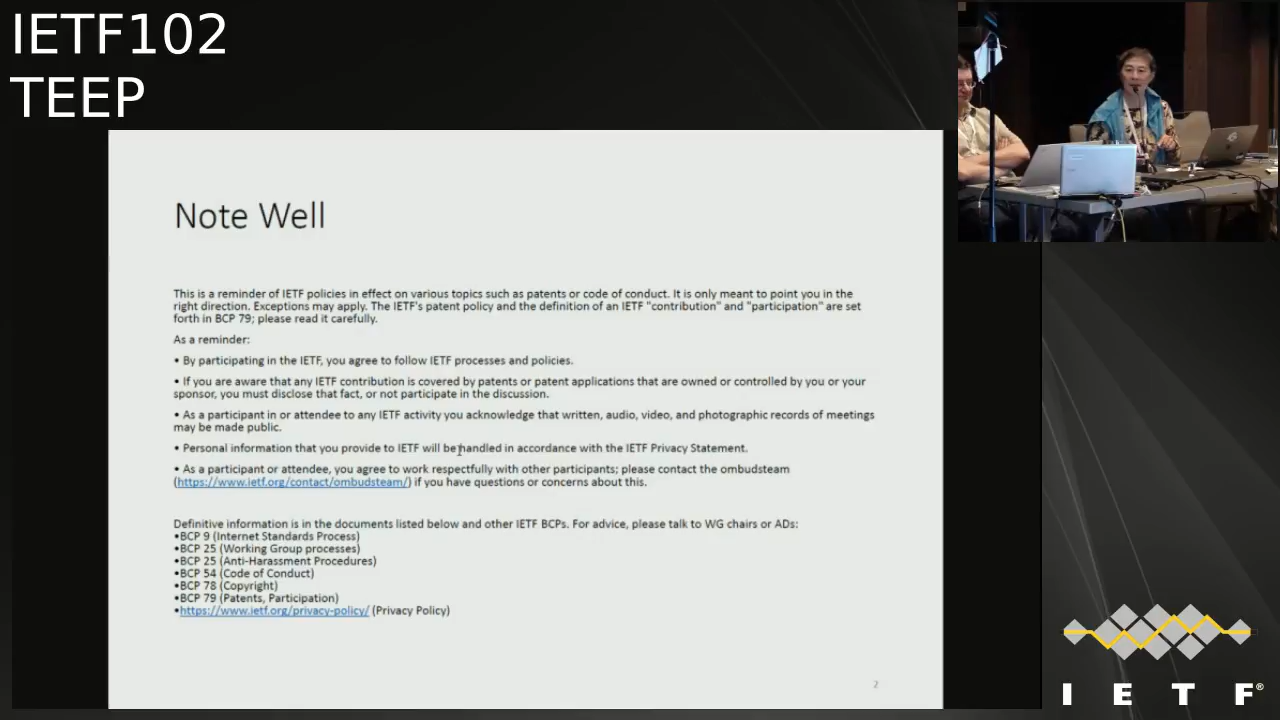 IETF102
TEEP
Note Well
This is a reminder of IETF policies in effect on various topics such as patents or code of conduct. It is only meant to point you in the
right direction. Exceptions may apply. The IETF's patent policy and the definition of an IETF "contribution" and "participation" are set
forth in BCP 79; please read it carefully.
As a reminder:
• By participating in the IETF, you agree to follow IETF processes and policies.
• If you are aware that any IETF contribution is covered by patents or patent applications that are owned or controlled by you or your
sponsor, you must disclose that fact, or not participate in the discussion.
• As a participant in or attendee to any IETF activity you acknowledge that written, audio, video, and photographic records of meetings
may be made public.
• Personal information that you provide to IETF will be handled in accordance with the IETF Privacy Statement.
• As a participant or attendee, you agree to work respectfully with other participants; please contact the ombudsteam
(https://www.ietf.org/contact/ombudsteam/) if you have questions or concerns about this.
Definitive information is in the documents listed below and other IETF BCPs. For advice, please talk to WG chairs or ADs:
•BCP 9 (Internet Standards Process)
•BCP 25 (Working Group processes)
•BCP 25 (Anti-Harassment Procedures)
•BCP 54 (Code of Conduct)
•BCP 78 (Copyright)
•BCP 79 (Patents, Participation)
•https://www.ietf.org/privacy-policy/ (Privacy Policy)
2
I E T F®